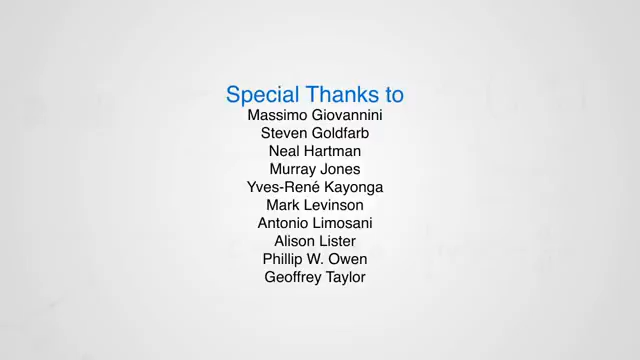 Special Thanks to
Massimo Giovannini
Steven Goldfarb
Neal Hartman
Murray Jones
Yves-René Kayonga
Mark Levinson
Antonio Limosani
Alison Lister
Phillip W. Owen
Geoffrey Taylor